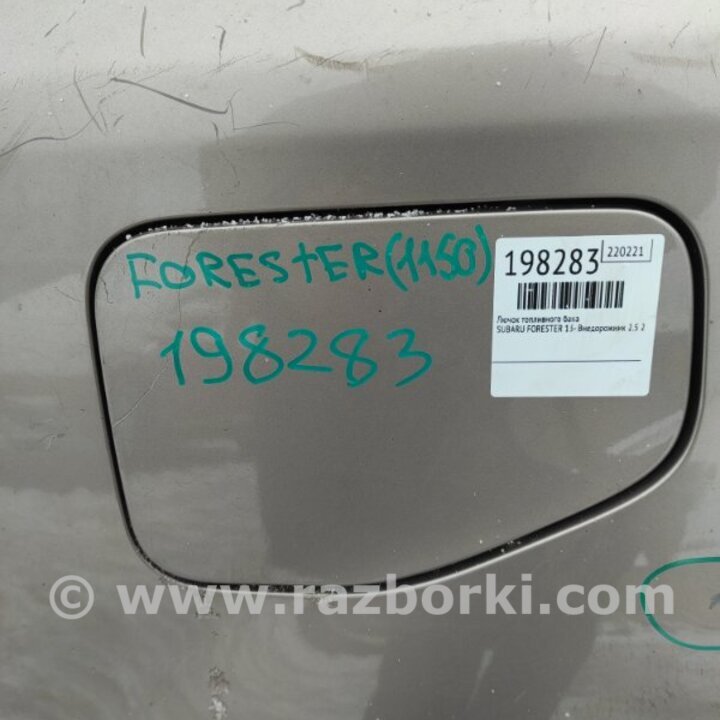 FORESTER(1150)
198283
198283
220221
Лючок топливного бака
SUBARU FORESTER 13- Внедорожник 2.5 2
© www.razborki.com